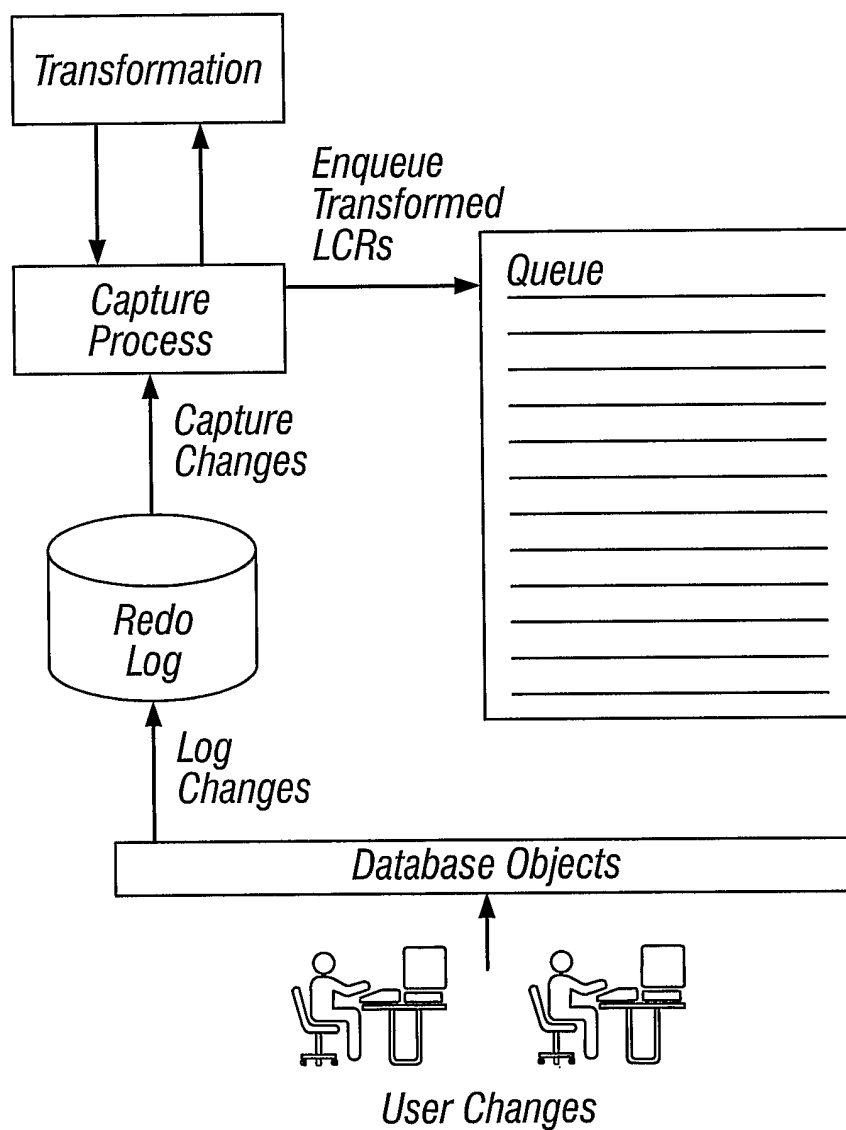 Transformation
Enqueue
Transformed
LCRs
Queue
Capture
Process
Capture
Changes
Redo
Log
Log
Changes
Database Objects
User Changes